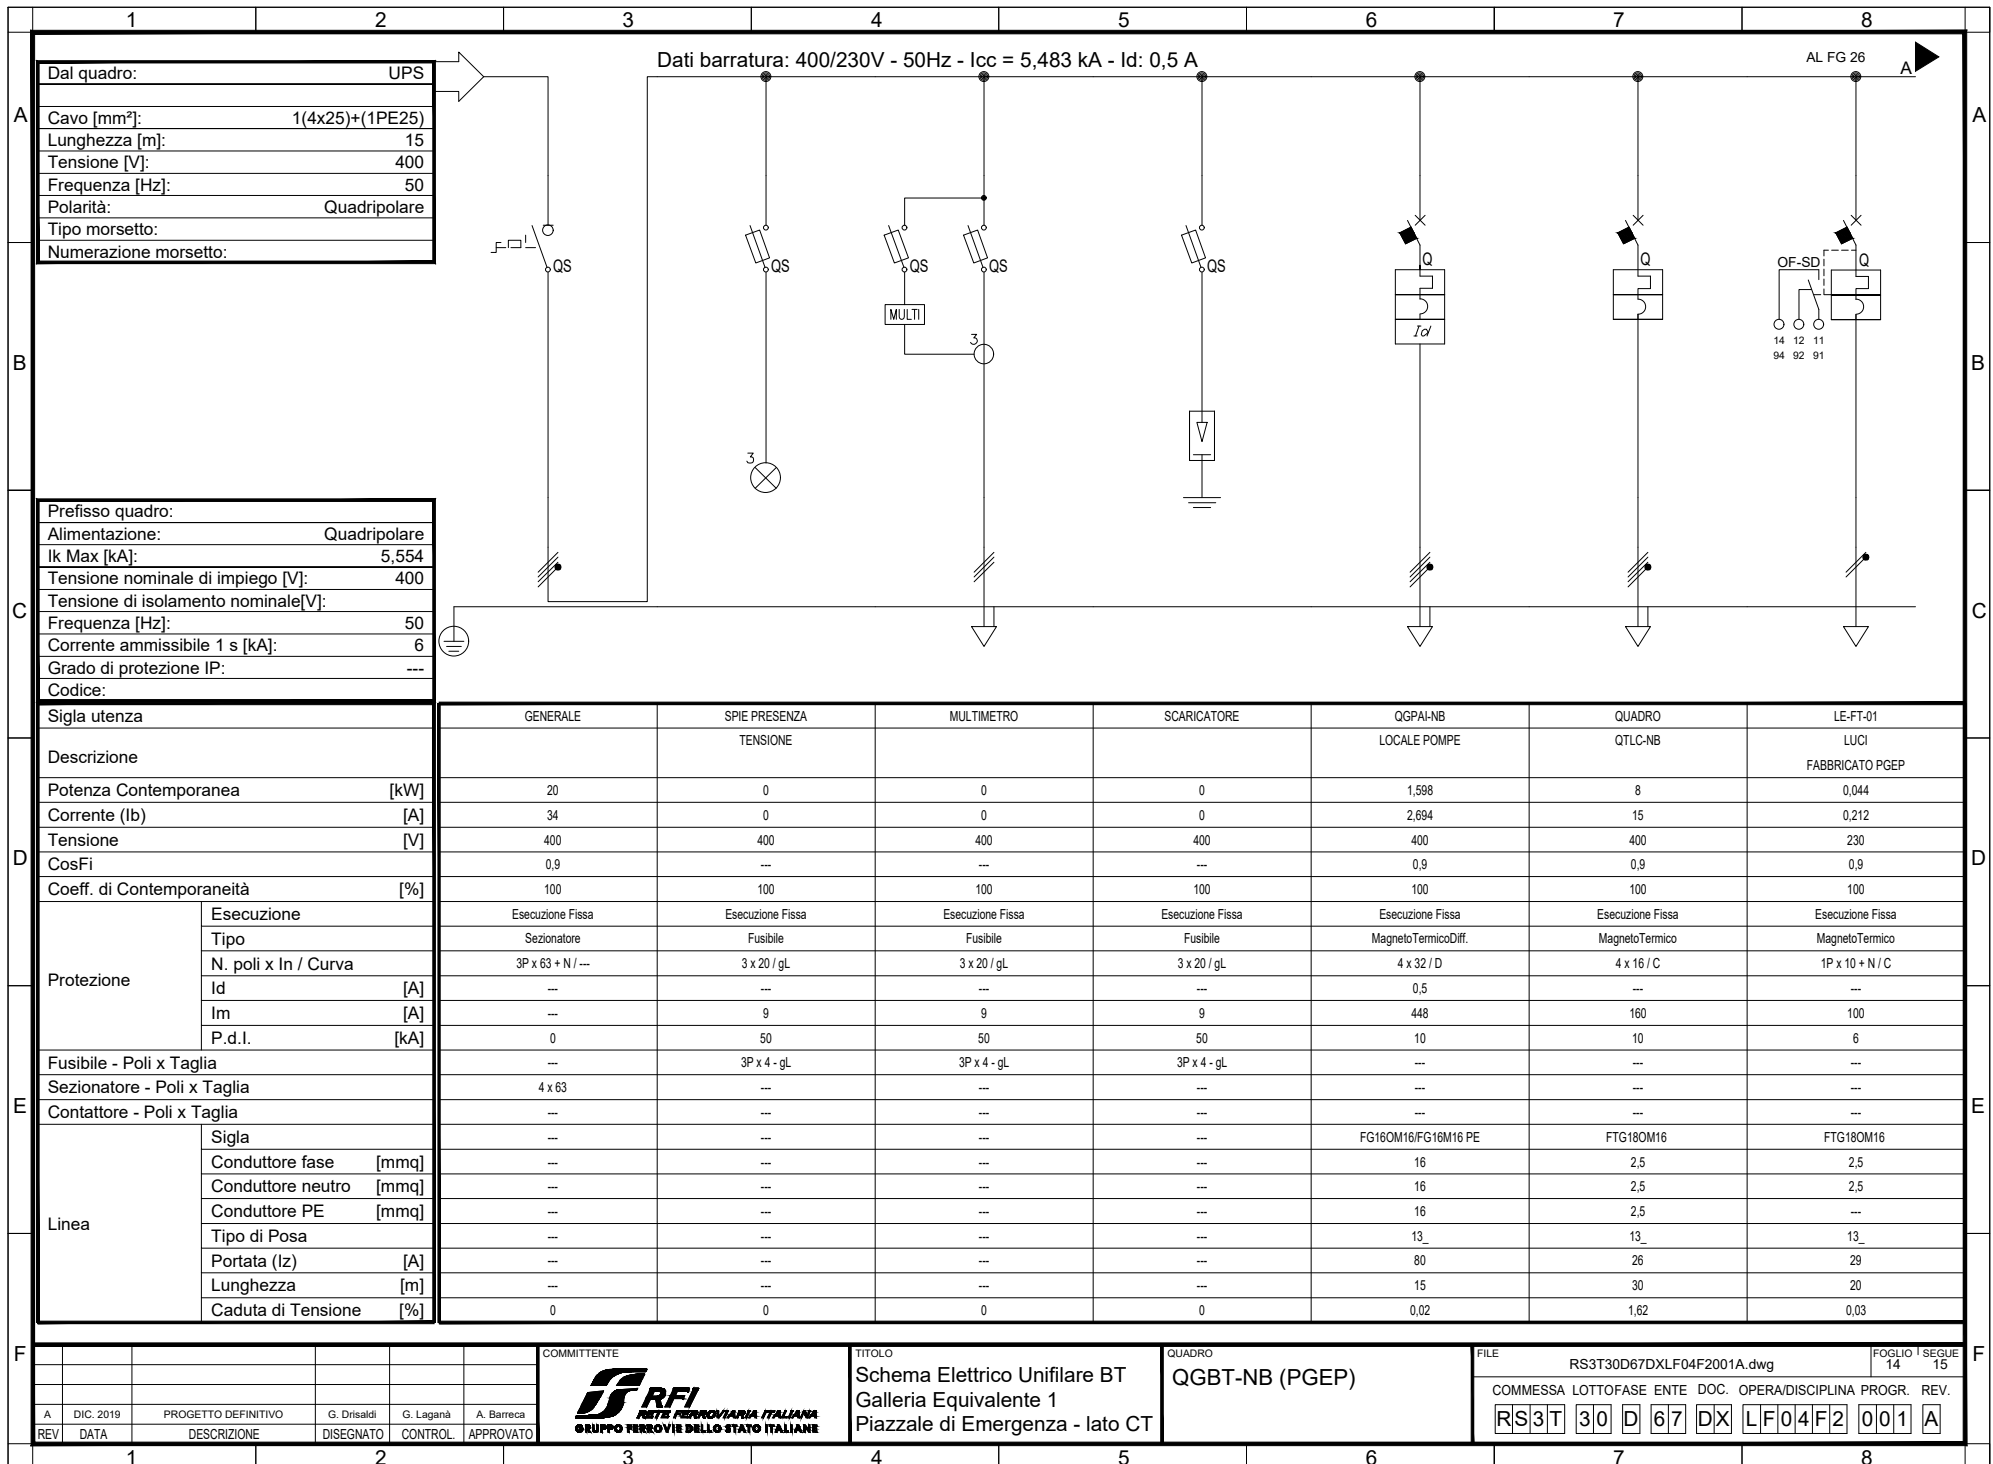 1 2 3 4 5 6 7 8
Dati barratura: 400/230V - 50Hz - Icc = 5,483 kA - Id: 0,5 A
AL FG 26
A
A A
B B
C C
D D
E E
F F
Dal quadro: UPS
Cavo [mm²]: 1(4x25)+(1PE25)
Lunghezza [m]: 15
Tensione [V]: 400
Frequenza [Hz]: 50
Polarità: Quadripolare
Tipo morsetto:
Numerazione morsetto:
QS QS QS QS QS Q Q Q
OF-SD
MULTI
Id
3
3
14 12 11
94 92 91
Prefisso quadro:
Alimentazione: Quadripolare
Ik Max [kA]: 5,554
Tensione nominale di impiego [V]: 400
Tensione di isolamento nominale[V]:
Frequenza [Hz]: 50
Corrente ammissibile 1 s [kA]: 6
Grado di protezione IP: ---
Codice:
Sigla utenza GENERALE SPIE PRESENZA MULTIMETRO SCARICATORE QGPAI-NB QUADRO LE-FT-01
Descrizione TENSIONE LOCALE POMPE QTLC-NB LUCI
FABBRICATO PGEP
Potenza Contemporanea [kW] 20 0 0 0 1,598 8 0,044
Corrente (Ib) [A] 34 0 0 0 2,694 15 0,212
Tensione [V] 400 400 400 400 400 400 230
CosFi 0,9 --- --- --- 0,9 0,9 0,9
Coeff. di Contemporaneità [%] 100 100 100 100 100 100 100
Protezione
Esecuzione Esecuzione Fissa Esecuzione Fissa Esecuzione Fissa Esecuzione Fissa Esecuzione Fissa Esecuzione Fissa Esecuzione Fissa
Tipo Sezionatore Fusibile Fusibile Fusibile MagnetoTermicoDiff. MagnetoTermico MagnetoTermico
N. poli x In / Curva 3P x 63 + N / --- 3 x 20 / gL 3 x 20 / gL 3 x 20 / gL 4 x 32 / D 4 x 16 / C 1P x 10 + N / C
Id [A] --- --- --- --- 0,5 --- ---
Im [A] --- 9 9 9 448 160 100
P.d.I. [kA] 0 50 50 50 10 10 6
Fusibile - Poli x Taglia --- 3P x 4 - gL 3P x 4 - gL 3P x 4 - gL --- --- ---
Sezionatore - Poli x Taglia 4 x 63 --- --- --- --- --- ---
Contattore - Poli x Taglia --- --- --- --- --- --- ---
Linea
Sigla --- --- --- --- FG16OM16/FG16M16 PE FTG18OM16 FTG18OM16
Conduttore fase [mmq] --- --- --- --- 16 2,5 2,5
Conduttore neutro [mmq] --- --- --- --- 16 2,5 2,5
Conduttore PE [mmq] --- --- --- --- 16 2,5 ---
Tipo di Posa --- --- --- --- 13_ 13_ 13_
Portata (Iz) [A] --- --- --- --- 80 26 29
Lunghezza [m] --- --- --- --- 15 30 20
Caduta di Tensione [%] 0 0 0 0 0,02 1,62 0,03
A DIC. 2019 PROGETTO DEFINITIVO G. Drisaldi G. Laganà A. Barreca
REV DATA DESCRIZIONE DISEGNATO CONTROL. APPROVATO
COMMITTENTE
RFI
RETE FERROVIARIA ITALIANA
GRUPPO FERROVIE DELLO STATO ITALIANE
TITOLO
Schema Elettrico Unifilare BT
Galleria Equivalente 1
Piazzale di Emergenza - lato CT
QUADRO
QGBT-NB (PGEP)
FILE
RS3T30D67DXLF04F2001A.dwg
FOGLIO SEGUE
14 15
COMMESSA LOTTO FASE ENTE DOC. OPERA/DISCIPLINA PROGR. REV.
RS3T 30 D 67 DX LF04F2 001 A
1 2 3 4 5 6 7 8